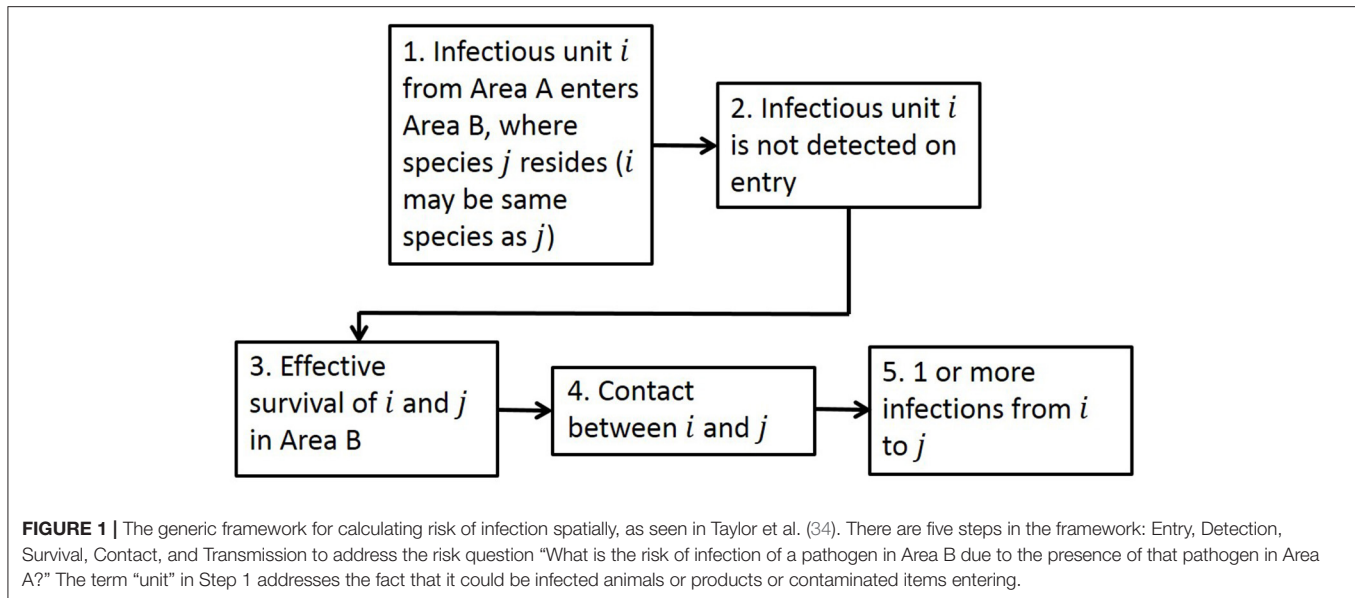 1. Infectious unit i
from Area A enters
Area B, where
species j resides (i
may be same
species as j)
2. Infectious unit i
is not detected on
entry
3. Effective
survival of i and j
in Area B
4. Contact
between i and j
5. 1 or more
infections from i
to j
FIGURE 1 | The generic framework for calculating risk of infection spatially, as seen in Taylor et al. (34). There are five steps in the framework: Entry, Detection,
Survival, Contact, and Transmission to address the risk question “What is the risk of infection of a pathogen in Area B due to the presence of that pathogen in Area
A?” The term “unit” in Step 1 addresses the fact that it could be infected animals or products or contaminated items entering.